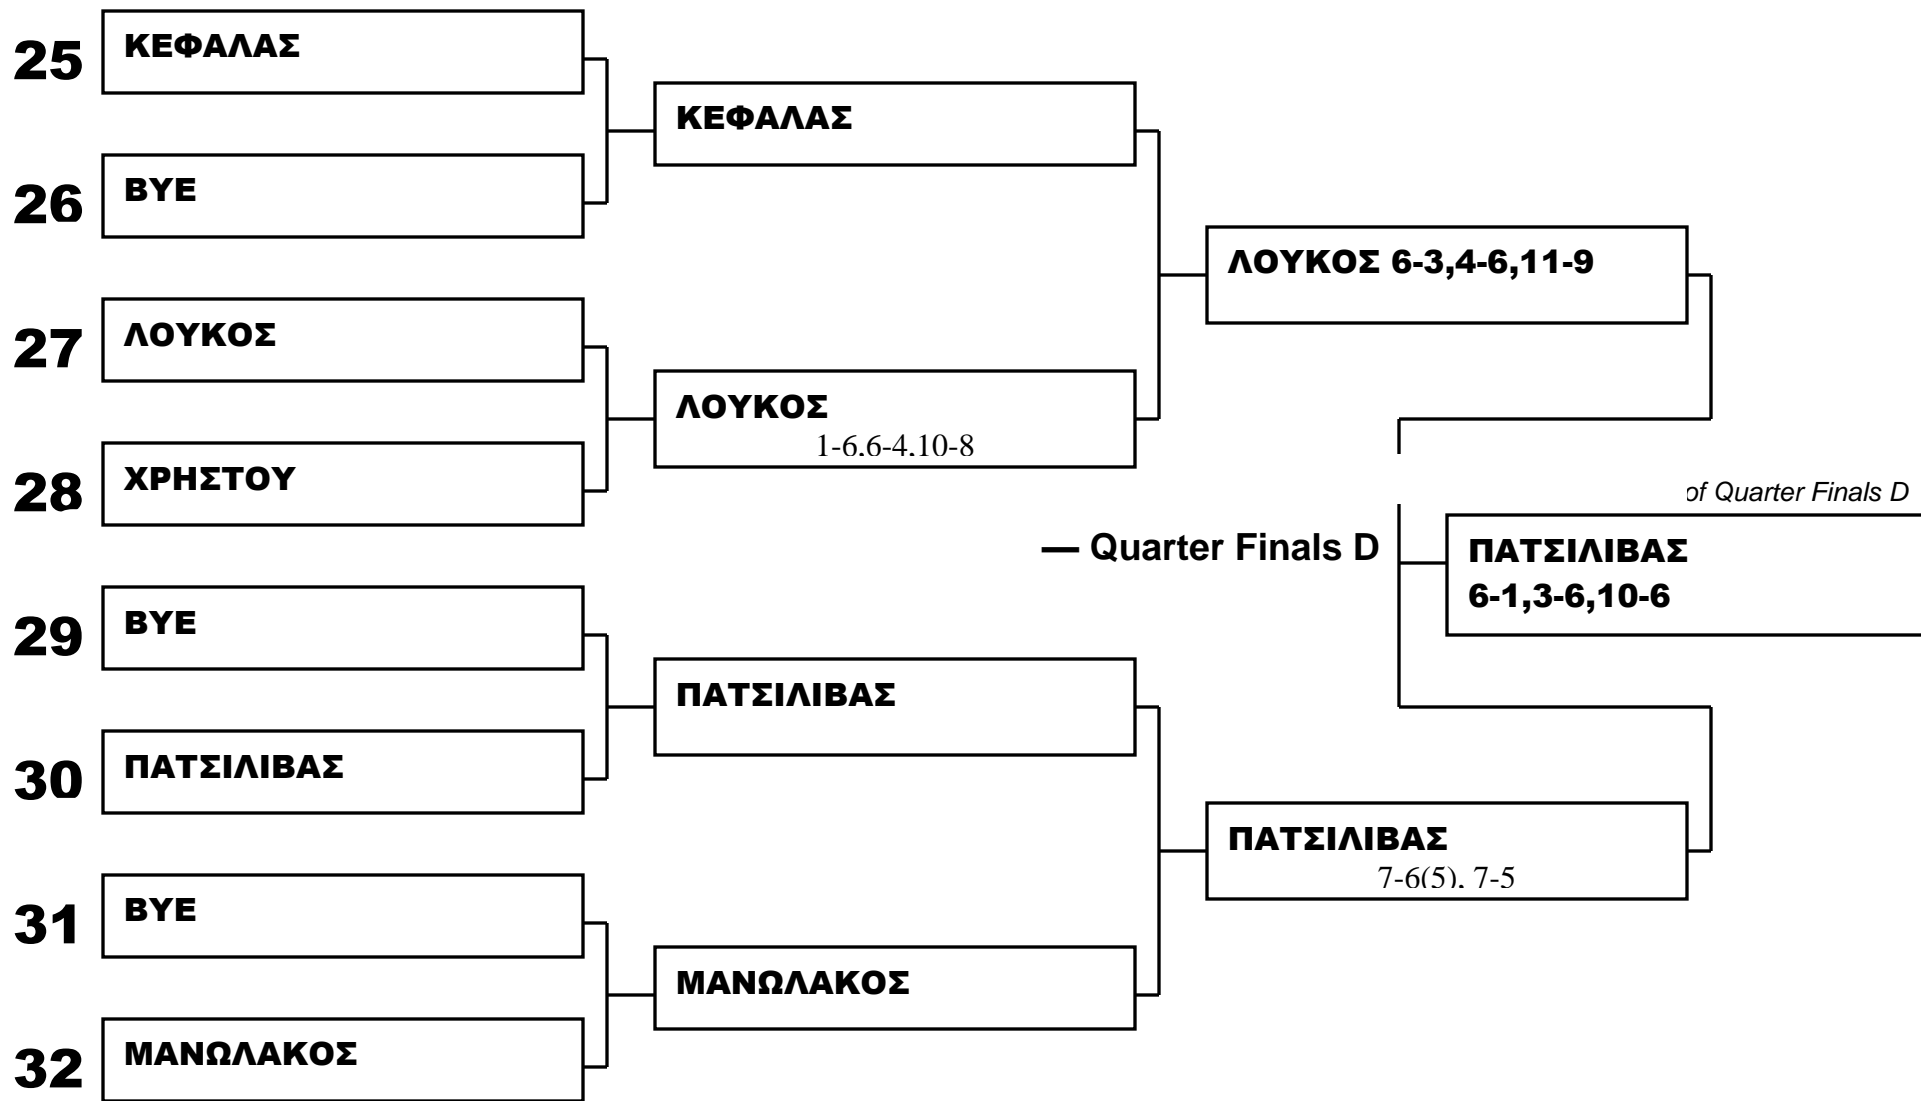 25
ΚΕΦΑΛΑΣ
26
BYE
27
ΛΟΥΚΟΣ
28
ΧΡΗΣΤΟΥ
29
BYE
30
ΠΑΤΣΙΛΙΒΑΣ
31
BYE
32
ΜΑΝΩΛΑΚΟΣ
ΚΕΦΑΛΑΣ
ΛΟΥΚΟΣ
1-6,6-4,10-8
ΠΑΤΣΙΛΙΒΑΣ
ΜΑΝΩΛΑΚΟΣ
ΛΟΥΚΟΣ 6-3,4-6,11-9
ΠΑΤΣΙΛΙΒΑΣ
7-6(5), 7-5
— Quarter Finals D
of Quarter Finals D
ΠΑΤΣΙΛΙΒΑΣ
6-1,3-6,10-6